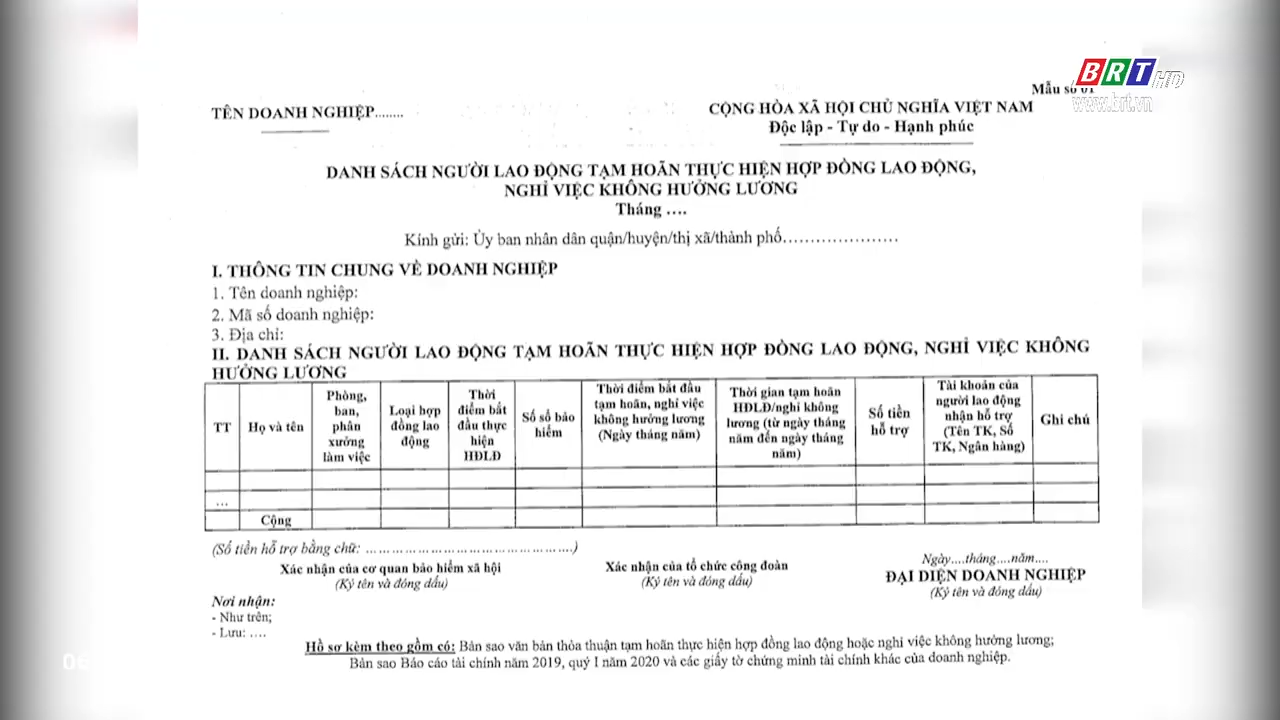 BRT HD
www.brt.vn
Mẫu số 01
TÊN DOANH NGHIỆP........
CỘNG HÒA XÃ HỘI CHỦ NGHĨA VIỆT NAM
Độc lập - Tự do - Hạnh phúc
DANH SÁCH NGƯỜI LAO ĐỘNG TẠM HOÃN THỰC HIỆN HỢP ĐỒNG LAO ĐỘNG,
NGHỈ VIỆC KHÔNG HƯỞNG LƯƠNG
Tháng ....
Kính gửi: Ủy ban nhân dân quận/huyện/thị xã/thành phố.....................
I. THÔNG TIN CHUNG VỀ DOANH NGHIỆP
1. Tên doanh nghiệp:
2. Mã số doanh nghiệp:
3. Địa chỉ:
II. DANH SÁCH NGƯỜI LAO ĐỘNG TẠM HOÃN THỰC HIỆN HỢP ĐỒNG LAO ĐỘNG, NGHỈ VIỆC KHÔNG
HƯỞNG LƯƠNG
TT
Họ và tên
Phòng,
ban,
phân
xưởng
làm việc
Loại hợp
đồng lao
động
Thời
điểm bắt
đầu thực
hiện
HĐLĐ
Số sổ bảo
hiểm
Thời điểm bắt đầu
tạm hoãn, nghỉ việc
không hưởng lương
(Ngày tháng năm)
Thời gian tạm hoãn
HĐLĐ/nghỉ không
lương (từ ngày tháng
năm đến ngày tháng
năm)
Số tiền
hỗ trợ
Tài khoản của
người lao động
nhận hỗ trợ
(Tên TK, Số
TK, Ngân hàng)
Ghi chú
...
Cộng
(Số tiền hỗ trợ bằng chữ: ................................................)
Xác nhận của cơ quan bảo hiểm xã hội
(Ký tên và đóng dấu)
Xác nhận của tổ chức công đoàn
(Ký tên và đóng dấu)
Ngày....tháng....năm....
ĐẠI DIỆN DOANH NGHIỆP
(Ký tên và đóng dấu)
Nơi nhận:
- Như trên;
- Lưu: ....
Hồ sơ kèm theo gồm có: Bản sao văn bản thỏa thuận tạm hoãn thực hiện hợp đồng lao động hoặc nghỉ việc không hưởng lương;
Bản sao Báo cáo tài chính năm 2019, quý I năm 2020 và các giấy tờ chứng minh tài chính khác của doanh nghiệp.